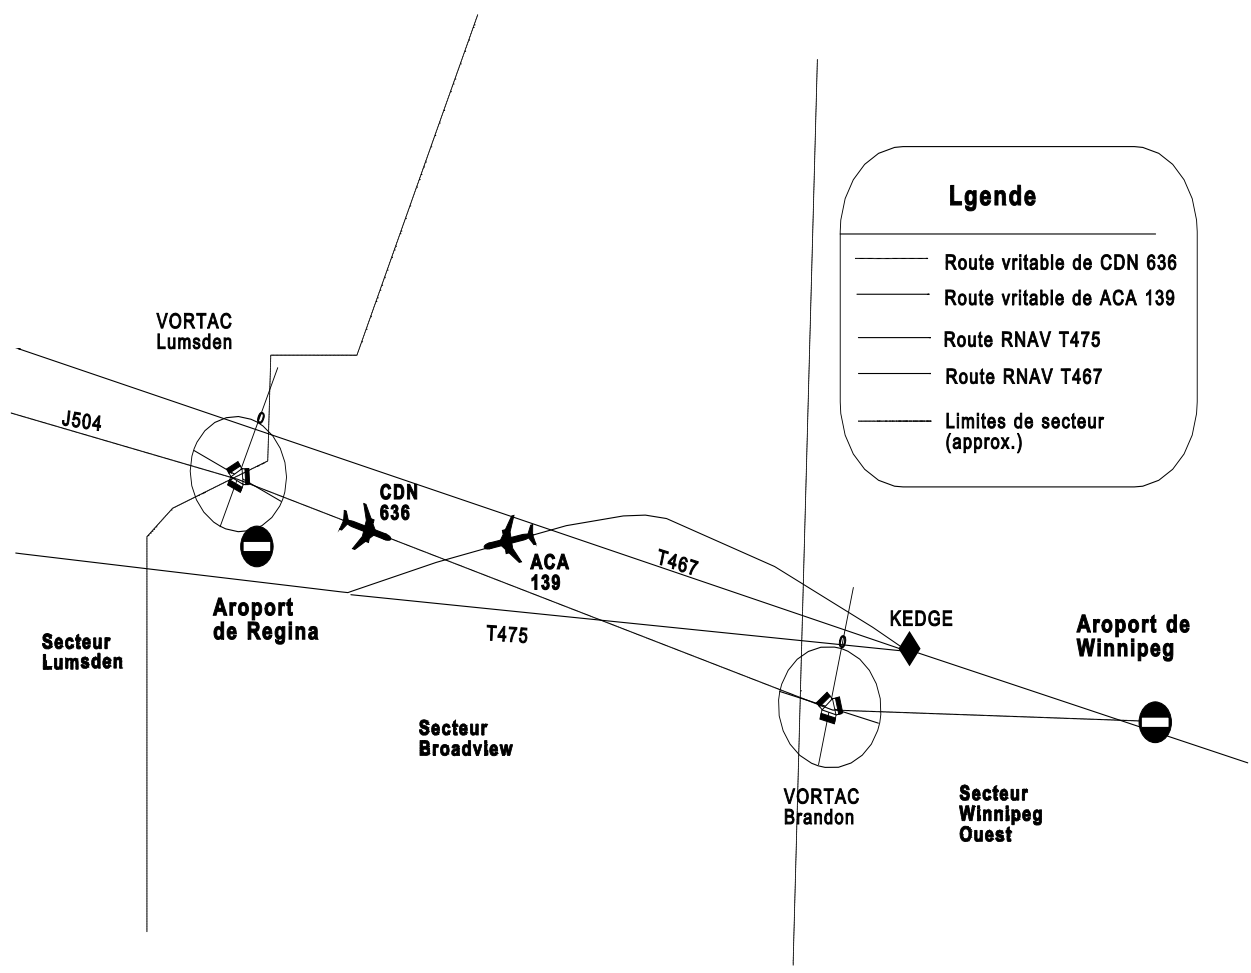 Lgende
Route vritable de CDN 636
Route vritable de ACA 139
Route RNAV T475
Route RNAV T467
Limites de secteur
(approx.)
VORTAC
Lumsden
J504
0
CDN
636
ACA
139
T467
KEDGE
0
Aroport
de Regina
T475
Aroport de
Winnipeg
Secteur
Lumsden
Secteur
Broadview
VORTAC
Brandon
Secteur
Winnipeg
Ouest